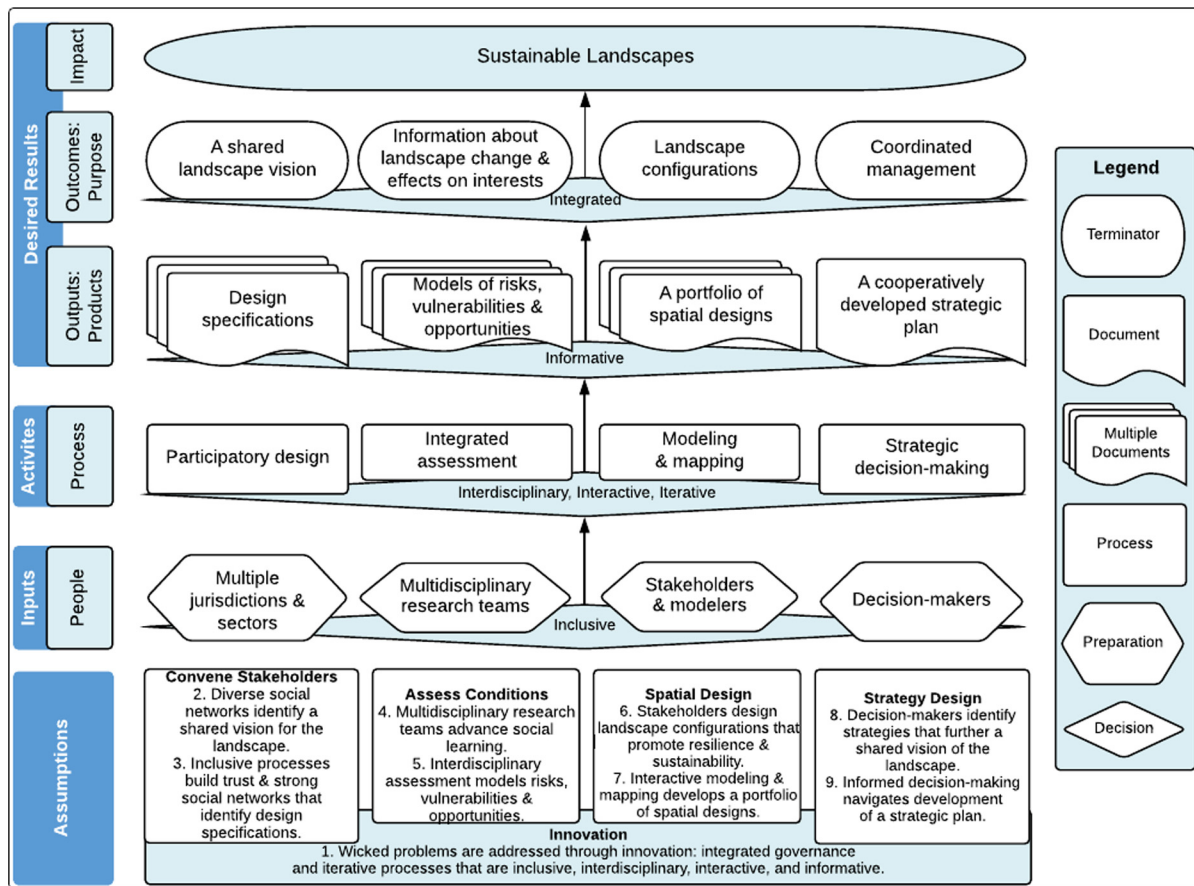 Desired Results
Impact
Sustainable Landscapes
Outcomes:
Purpose
A shared
landscape vision
Information about
landscape change &
effects on interests
Landscape
configurations
Coordinated
management
Integrated
Outputs:
Products
Design
specifications
Models of risks,
vulnerabilities &
opportunities
A portfolio of
spatial designs
A cooperatively
developed strategic
plan
Informative
Activites
Process
Participatory design
Integrated
assessment
Modeling
& mapping
Strategic
decision-making
Interdisciplinary, Interactive, Iterative
Inputs
People
Multiple
jurisdictions &
sectors
Multidisciplinary
research teams
Stakeholders
& modelers
Decision-makers
Inclusive
Assumptions
Convene Stakeholders
2. Diverse social
networks identify a
shared vision for the
landscape.
3. Inclusive processes
build trust & strong
social networks that
identify design
specifications.
Assess Conditions
4. Multidisciplinary research
teams advance social
learning.
5. Interdisciplinary
assessment models risks,
vulnerabilities &
opportunities.
Spatial Design
6. Stakeholders design
landscape configurations that
promote resilience &
sustainability.
7. Interactive modeling &
mapping develops a portfolio
of spatial designs.
Strategy Design
8. Decision-makers identify
strategies that further a
shared vision of the
landscape.
9. Informed decision-making
navigates development
of a strategic plan.
Innovation
1. Wicked problems are addressed through innovation: integrated governance
and iterative processes that are inclusive, interdisciplinary, interactive, and informative.
Legend
Terminator
Document
Multiple
Documents
Process
Preparation
Decision